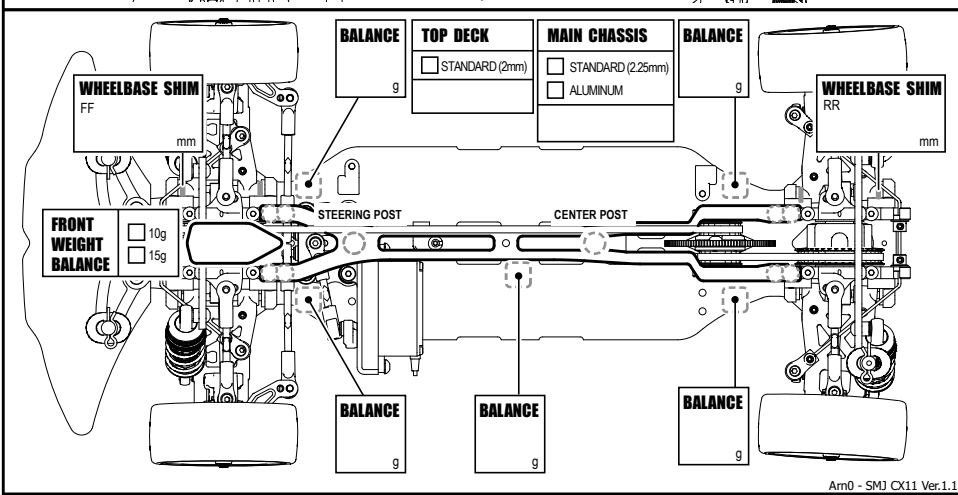 BALANCE
g
TOP DECK
STANDARD (2mm)
MAIN CHASSIS
STANDARD (2.25mm)
ALUMINUM
BALANCE
g
WHEELBASE SHIM
FF
mm
WHEELBASE SHIM
RR
mm
STEERING POST
CENTER POST
FRONT
WEIGHT
BALANCE
10g
15g
BALANCE
g
BALANCE
g
BALANCE
g
Arn0 - SMJ CX11 Ver.1.1